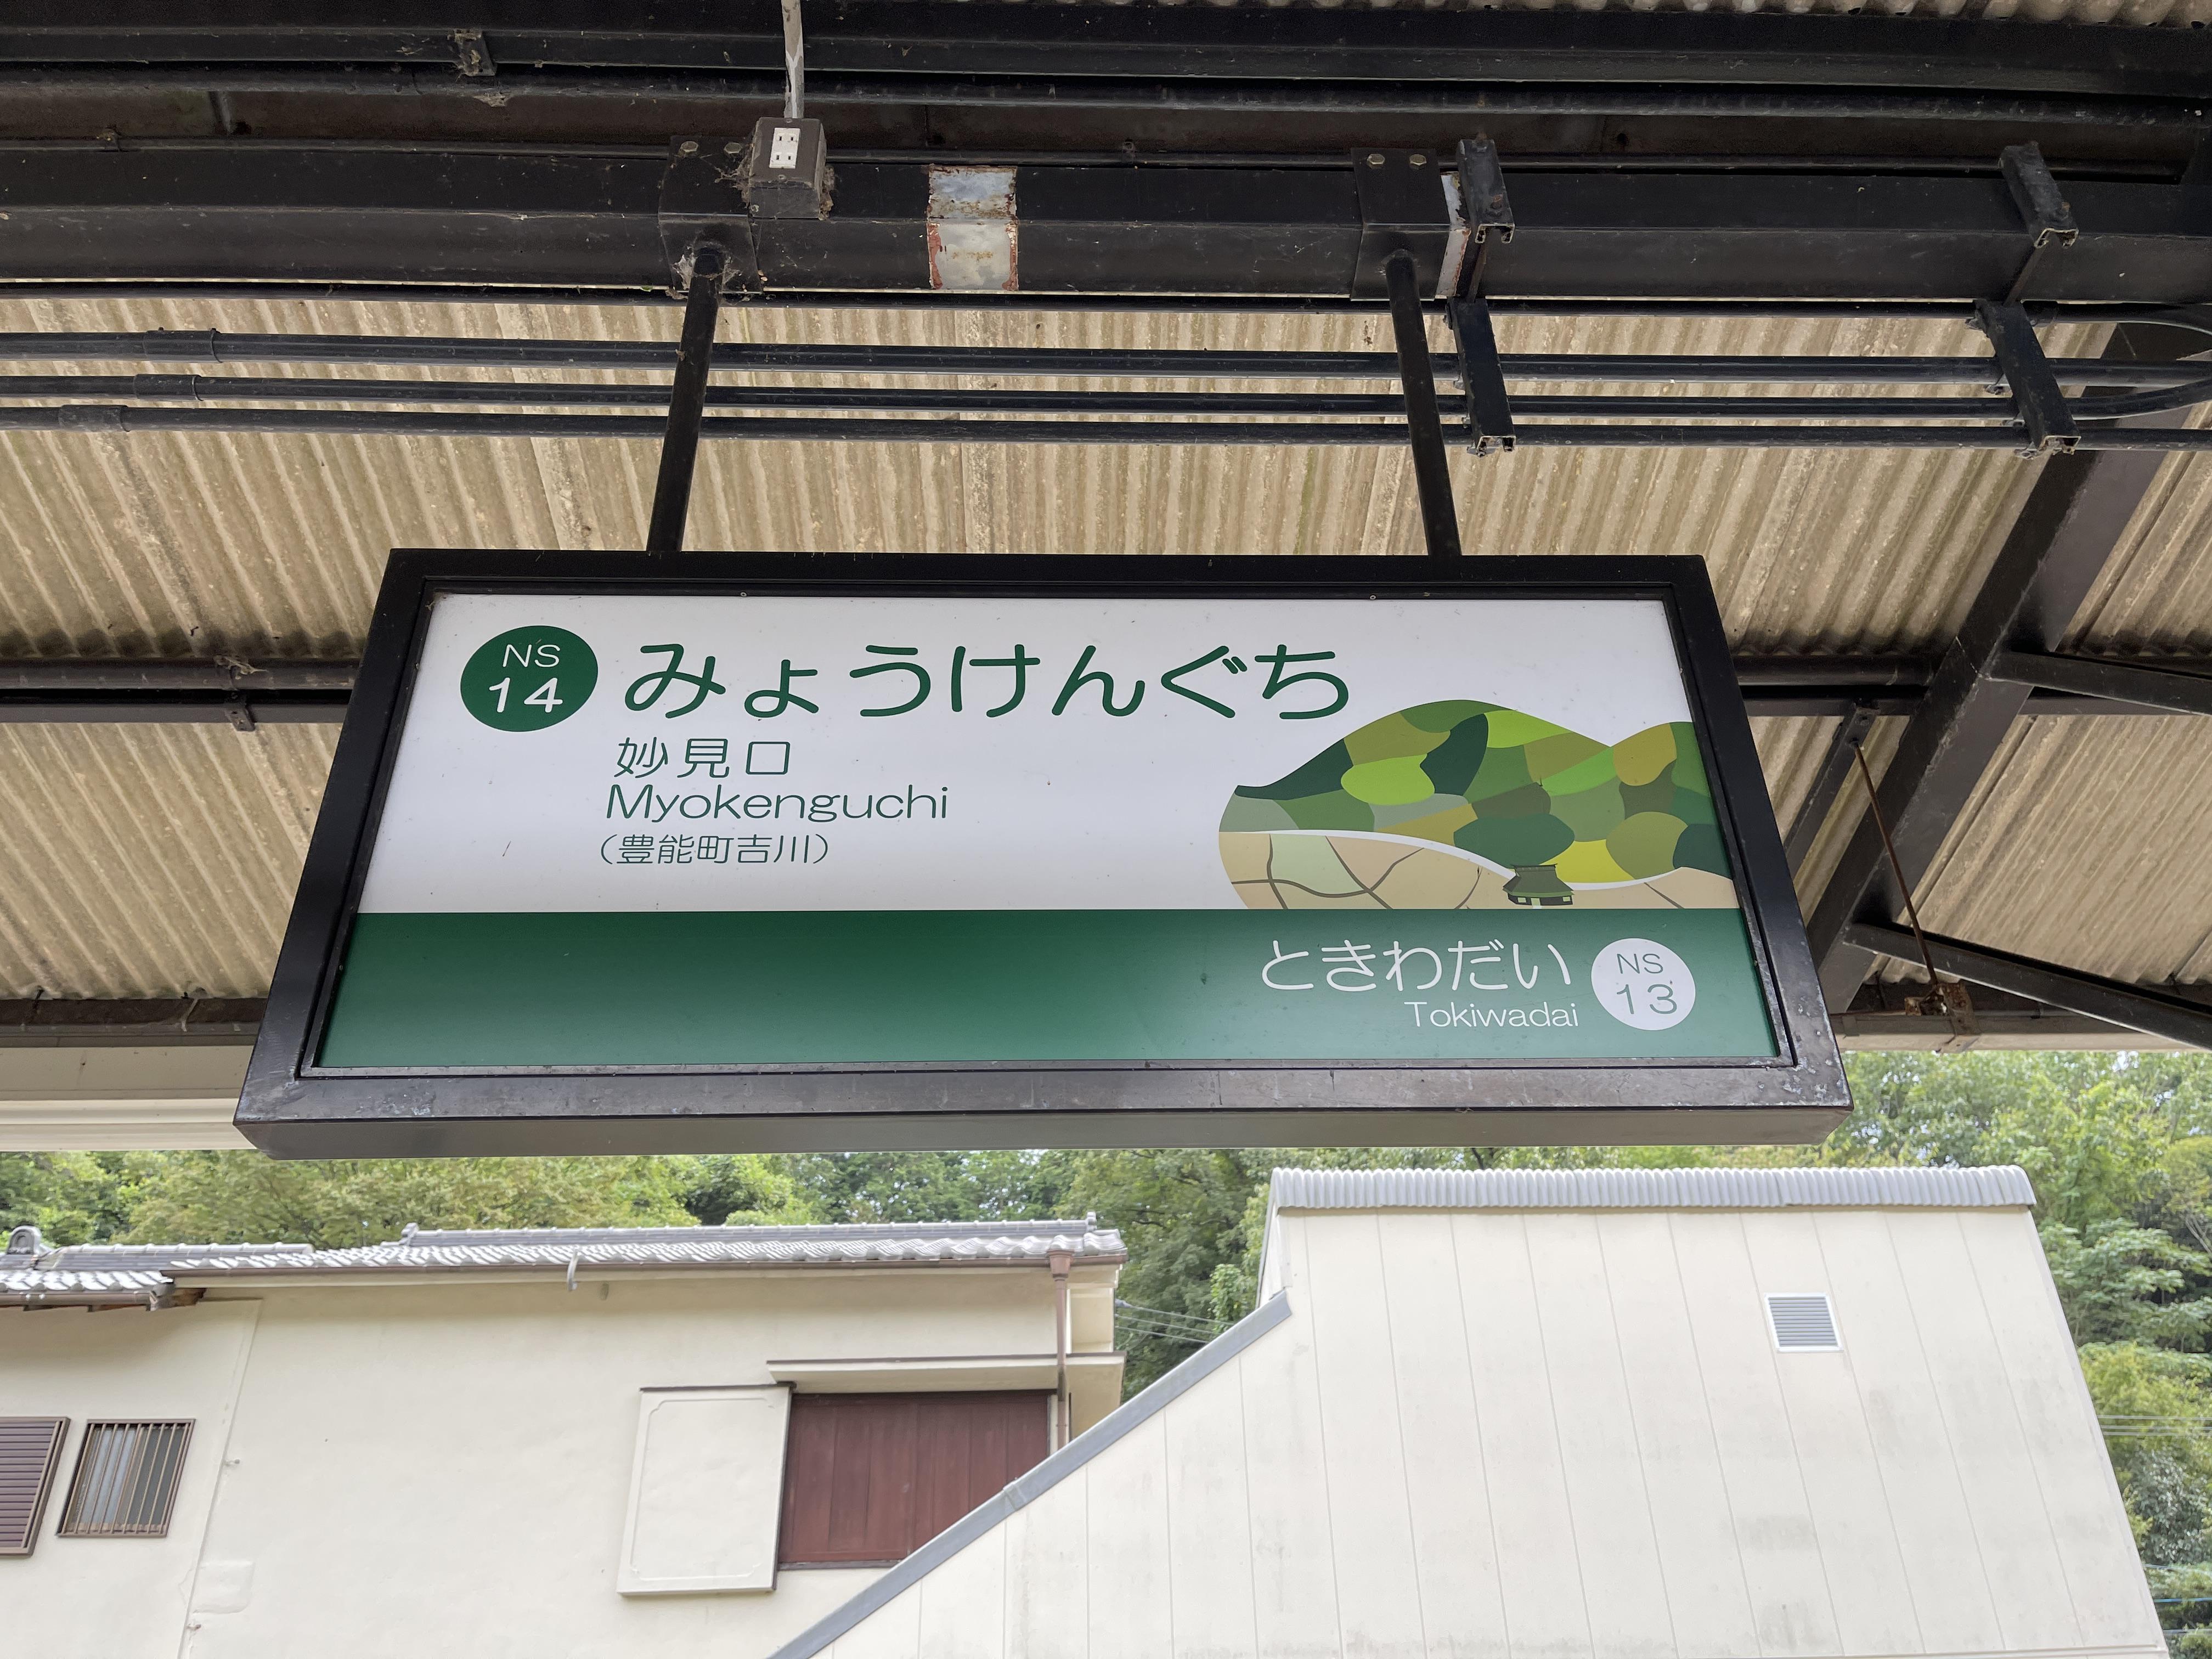 NS
14
みょうけんぐち
妙見口
Myokenguchi
（豊能町吉川）
ときわだい
Tokiwadai
NS
13